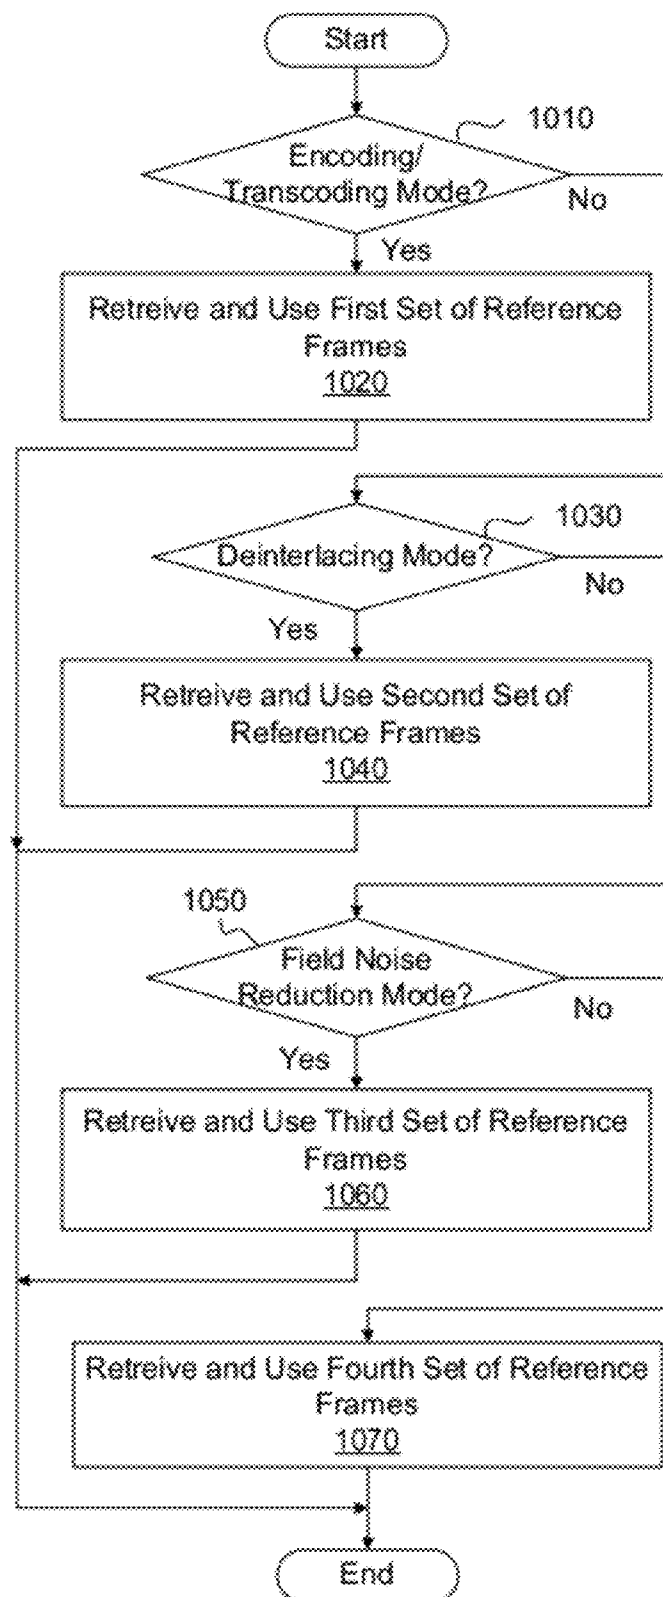 Start
1010
Encoding/
Transcoding Mode?
No
Yes
Retreive and Use First Set of Reference
Frames
1020
1030
Deinterlacing Mode?
No
Yes
Retreive and Use Second Set of
Reference Frames
1040
1050
Field Noise
Reduction Mode?
No
Yes
Retreive and Use Third Set of Reference
Frames
1060
Retreive and Use Fourth Set of Reference
Frames
1070
End